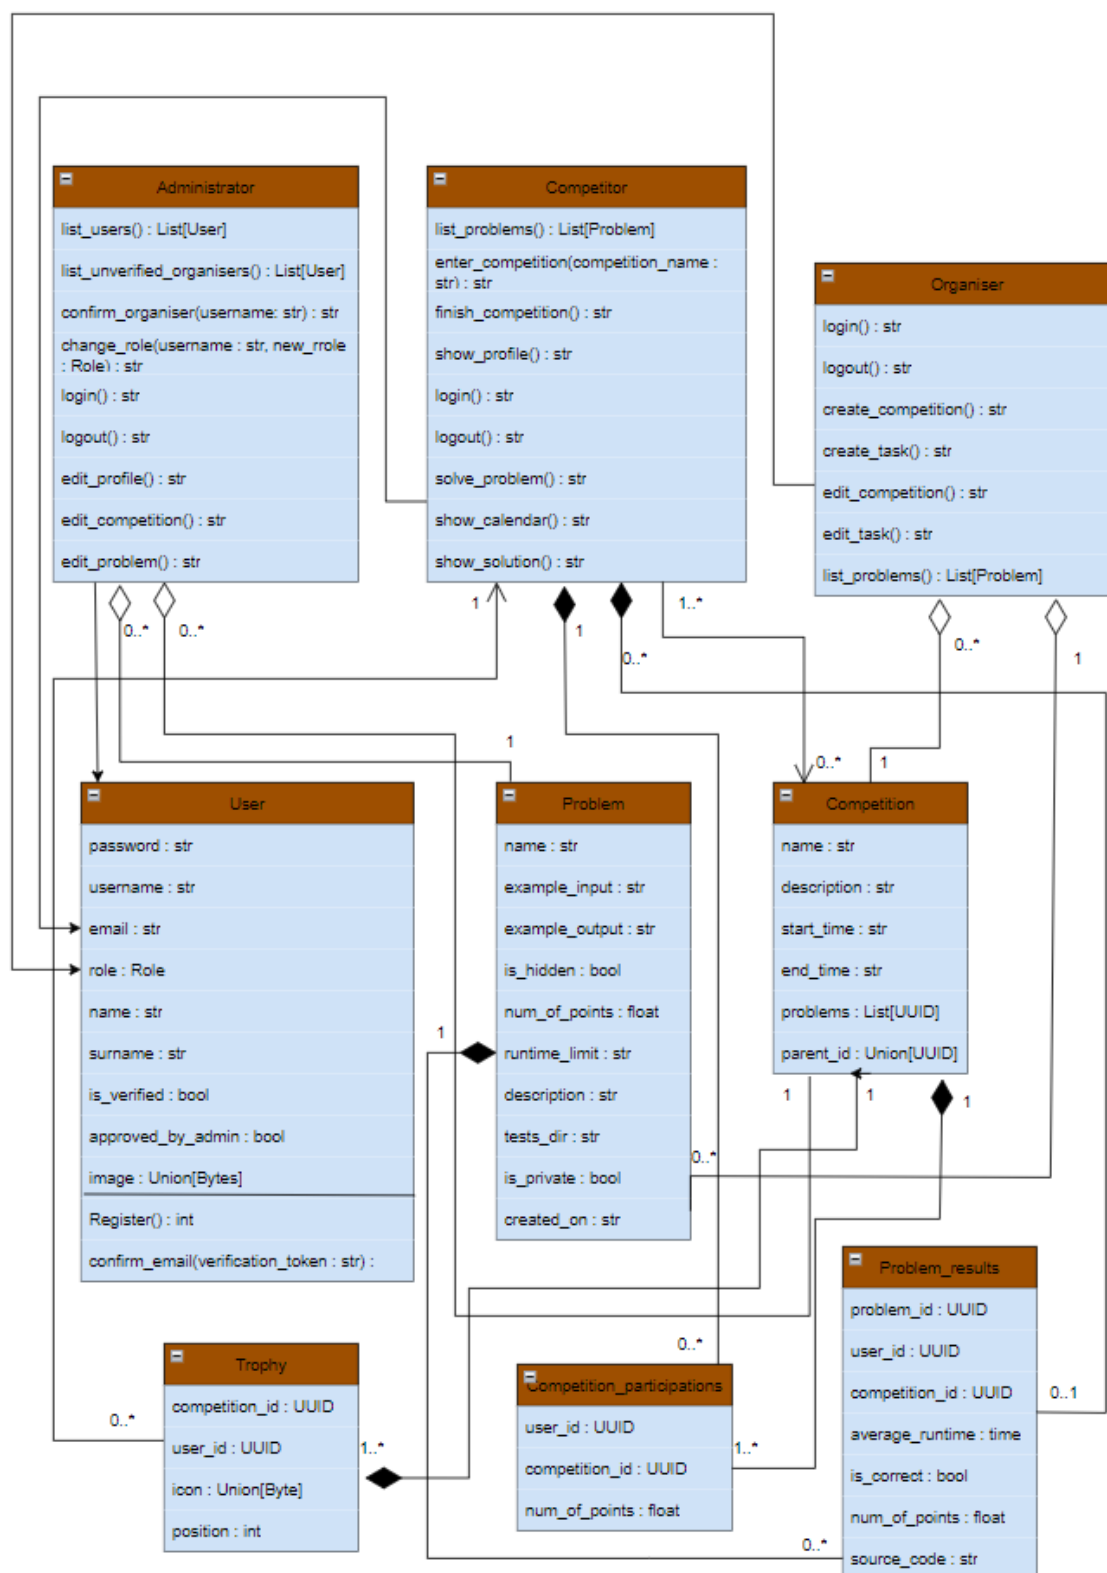 Administrator
list_users() : List[User]
list_unverified_organisers() : List[User]
confirm_organiser(username: str) : str
change_role(username : str, new_rrole
: Role) : str
login() : str
logout() : str
edit_profile() : str
edit_competition() : str
edit_problem() : str
Competitor
list_problems() : List[Problem]
enter_competition(competition_name :
str) : str
finish_competition() : str
show_profile() : str
login() : str
logout() : str
solve_problem() : str
show_calendar() : str
show_solution() : str
Organiser
login() : str
logout() : str
create_competition() : str
create_task() : str
edit_competition() : str
edit_task() : str
list_problems() : List[Problem]
0..*
0..*
1
1
0..*
1..*
0..*
1
1
0..*
1
User
password : str
username : str
email : str
role : Role
name : str
surname : str
is_verified : bool
approved_by_admin : bool
image : Union[Bytes]
Register() : int
confirm_email(verification_token : str) :
Problem
name : str
example_input : str
example_output : str
is_hidden : bool
num_of_points : float
runtime_limit : str
description : str
tests_dir : str
is_private : bool
created_on : str
Competition
name : str
description : str
start_time : str
end_time : str
problems : List[UUID]
parent_id : Union[UUID]
1
1
1
1
0..*
Trophy
competition_id : UUID
user_id : UUID
icon : Union[Byte]
position : int
0..*
1..*
0..*
Competition_participations
user_id : UUID
competition_id : UUID
num_of_points : float
1..*
0..*
Problem_results
problem_id : UUID
user_id : UUID
competition_id : UUID
average_runtime : time
is_correct : bool
num_of_points : float
source_code : str
0..1